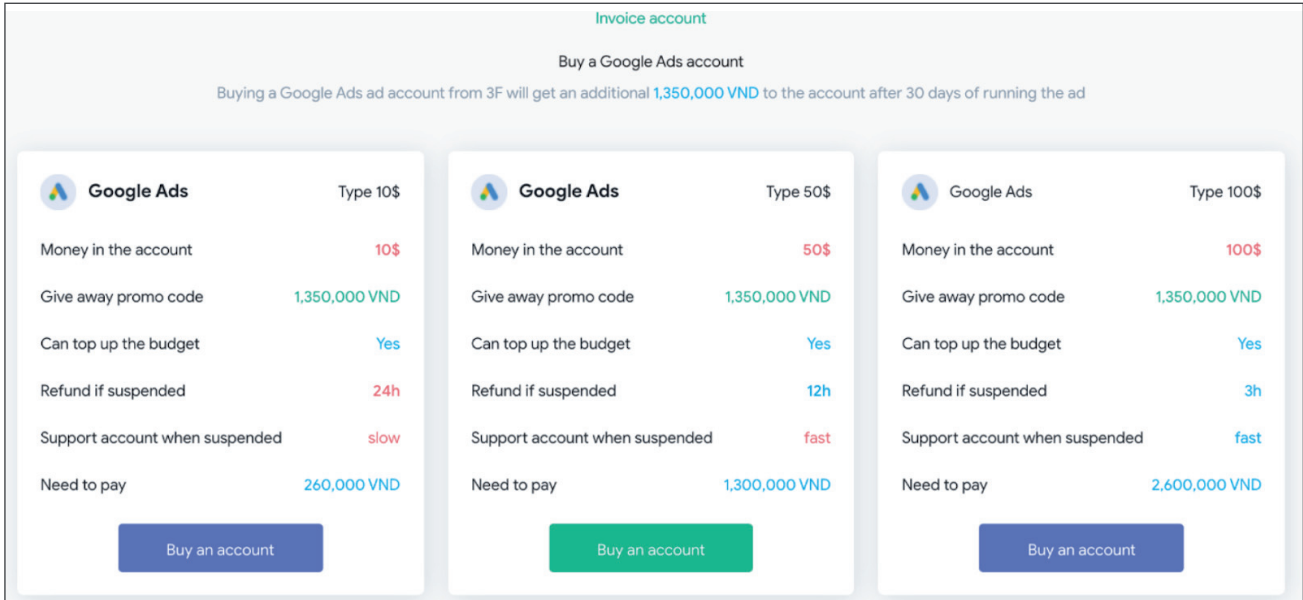 Invoice account
Buy a Google Ads account
Buying a Google Ads ad account from 3F will get an additional 1,350,000 VND to the account after 30 days of running the ad
Google Ads Type 10$
Money in the account 10$
Give away promo code 1,350,000 VND
Can top up the budget Yes
Refund if suspended 24h
Support account when suspended slow
Need to pay 260,000 VND
Buy an account
Google Ads Type 50$
Money in the account 50$
Give away promo code 1,350,000 VND
Can top up the budget Yes
Refund if suspended 12h
Support account when suspended fast
Need to pay 1,300,000 VND
Buy an account
Google Ads Type 100$
Money in the account 100$
Give away promo code 1,350,000 VND
Can top up the budget Yes
Refund if suspended 3h
Support account when suspended fast
Need to pay 2,600,000 VND
Buy an account